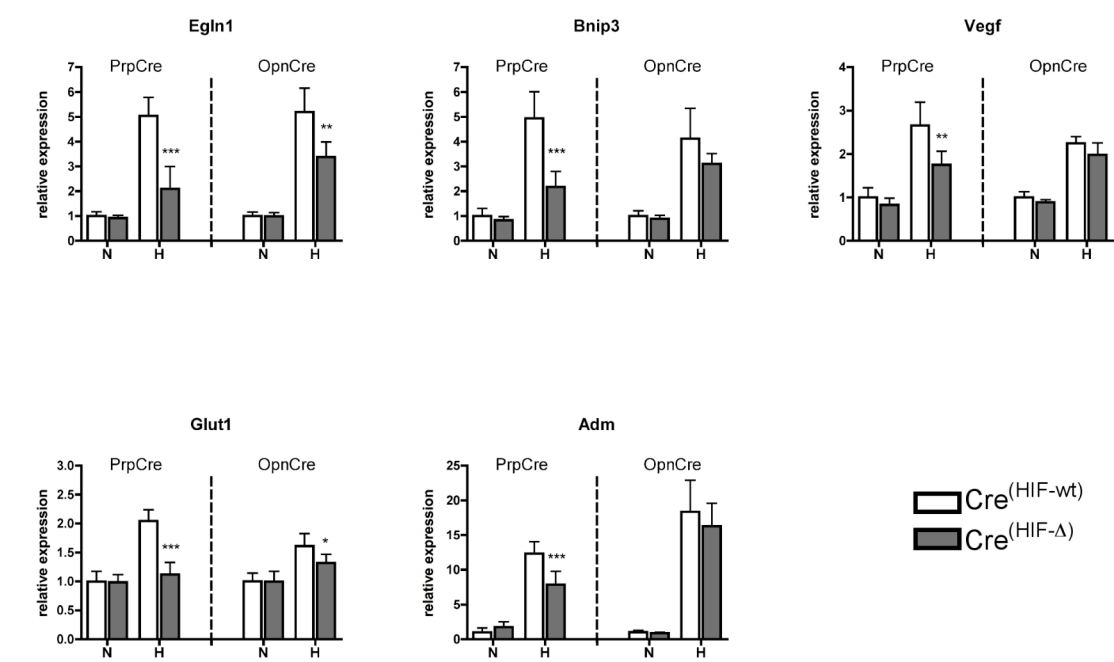 Egln1
PrpCre
OpnCre
relative expression
7
6
5
4
3
2
1
0
***
**
N
H
N
H
Bnip3
PrpCre
OpnCre
relative expression
7
6
5
4
3
2
1
0
***
N
H
N
H
Vegf
PrpCre
OpnCre
relative expression
4
3
2
1
0
**
N
H
N
H
Glut1
PrpCre
OpnCre
relative expression
3.0
2.5
2.0
1.5
1.0
0.5
0.0
***
*
N
H
N
H
Adm
PrpCre
OpnCre
relative expression
25
20
15
10
5
0
***
N
H
N
H
Cre(HIF-wt)
Cre(HIF-Δ)